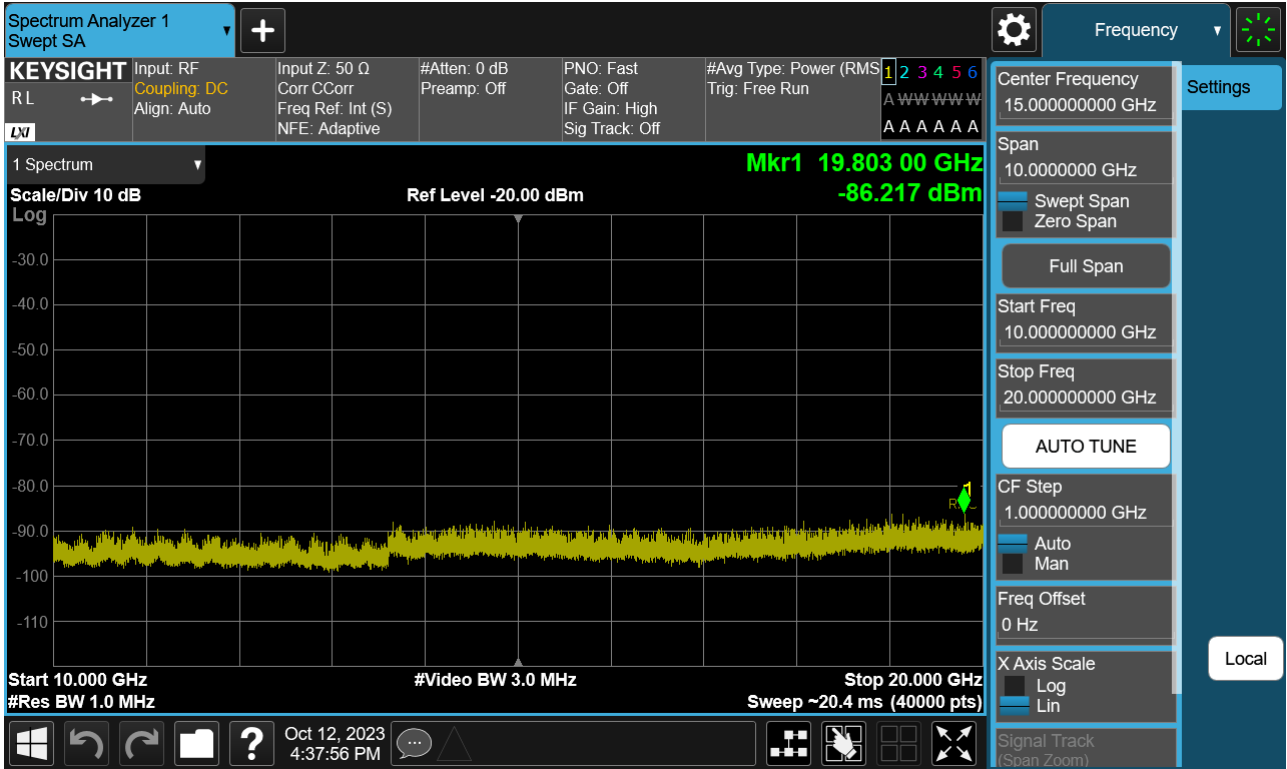 Spectrum Analyzer 1
Swept SA
Frequency
KEYSIGHT
R L
LXI
Input: RF
Coupling: DC
Align: Auto
Input Z: 50 Ω
Corr CCorr
Freq Ref: Int (S)
NFE: Adaptive
#Atten: 0 dB
Preamp: Off
PNO: Fast
Gate: Off
IF Gain: High
Sig Track: Off
#Avg Type: Power (RMS
Trig: Free Run
1 2 3 4 5 6
A W W W W W
A A A A A A
1 Spectrum
Scale/Div 10 dB
Log
Ref Level -20.00 dBm
Mkr1 19.803 00 GHz
-86.217 dBm
-30.0
-40.0
-50.0
-60.0
-70.0
-80.0
-90.0
-100
-110
1
Start 10.000 GHz
#Res BW 1.0 MHz
#Video BW 3.0 MHz
Stop 20.000 GHz
Sweep ~20.4 ms (40000 pts)
Center Frequency
15.000000000 GHz
Span
10.0000000 GHz
Swept Span
Zero Span
Full Span
Start Freq
10.000000000 GHz
Stop Freq
20.000000000 GHz
AUTO TUNE
CF Step
1.000000000 GHz
Auto
Man
Freq Offset
0 Hz
X Axis Scale
Log
Lin
Signal Track
(Span Zoom)
Settings
Local
?
Oct 12, 2023
4:37:56 PM